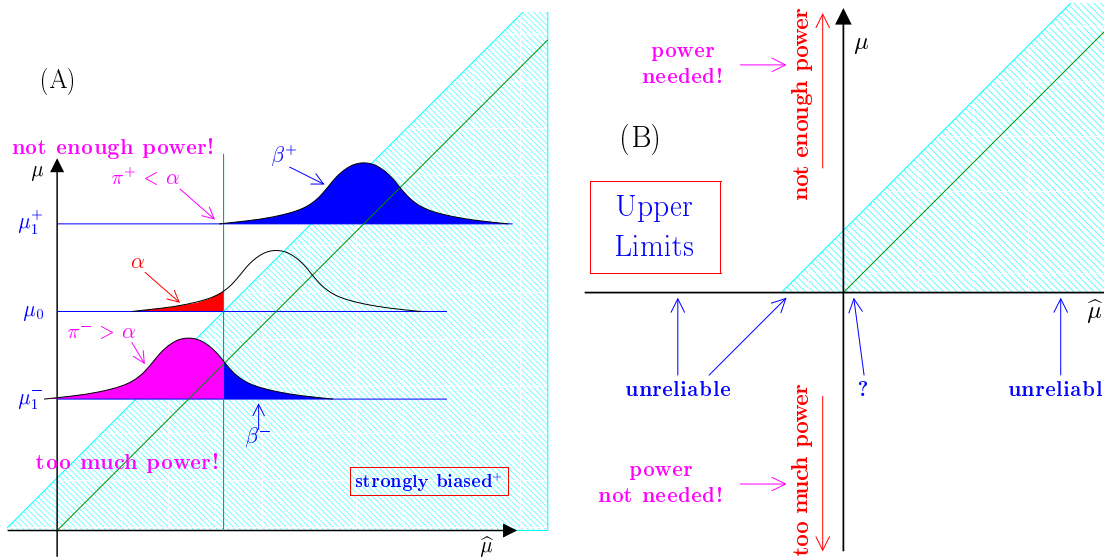 (A)
not enough power!
μ
π⁺ < α
β⁺
μ₁⁺
α
μ₀
π⁻ > α
μ₁⁻
β⁻
too much power!
strongly biased⁺
μ̂
power
needed!
not enough power
μ
(B)
Upper
Limits
μ̂
unreliable
?
unreliabl
power
not needed!
too much power